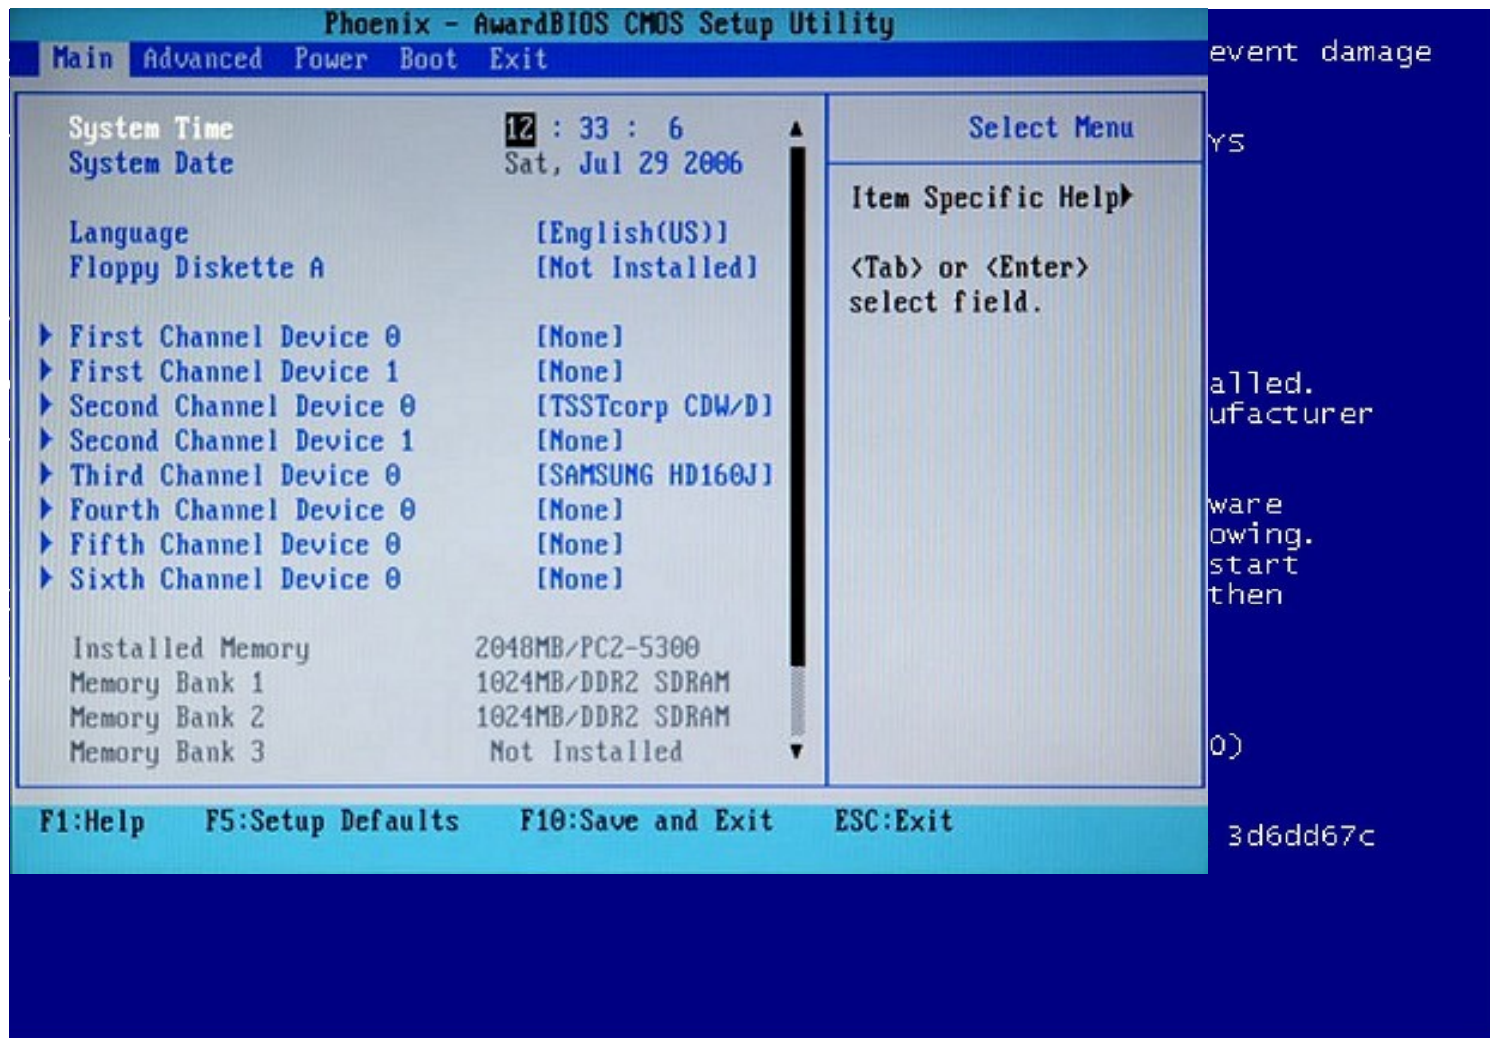 Phoenix - AwardBIOS CMOS Setup Utility
Main Advanced Power Boot Exit
System Time 12 : 33 : 6
System Date Sat, Jul 29 2006
Language [English(US)]
Floppy Diskette A [Not Installed]
First Channel Device 0 [None]
First Channel Device 1 [None]
Second Channel Device 0 [TSSTcorp CDW/D]
Second Channel Device 1 [None]
Third Channel Device 0 [SAMSUNG HD160J]
Fourth Channel Device 0 [None]
Fifth Channel Device 0 [None]
Sixth Channel Device 0 [None]
Installed Memory 2048MB/PC2-5300
Memory Bank 1 1024MB/DDR2 SDRAM
Memory Bank 2 1024MB/DDR2 SDRAM
Memory Bank 3 Not Installed
Select Menu
Item Specific Help
<Tab> or <Enter>
select field.
F1:Help F5:Setup Defaults F10:Save and Exit ESC:Exit
event damage
YS
alled.
ufacturer
ware
owing.
start
then
0)
3d6dd67c